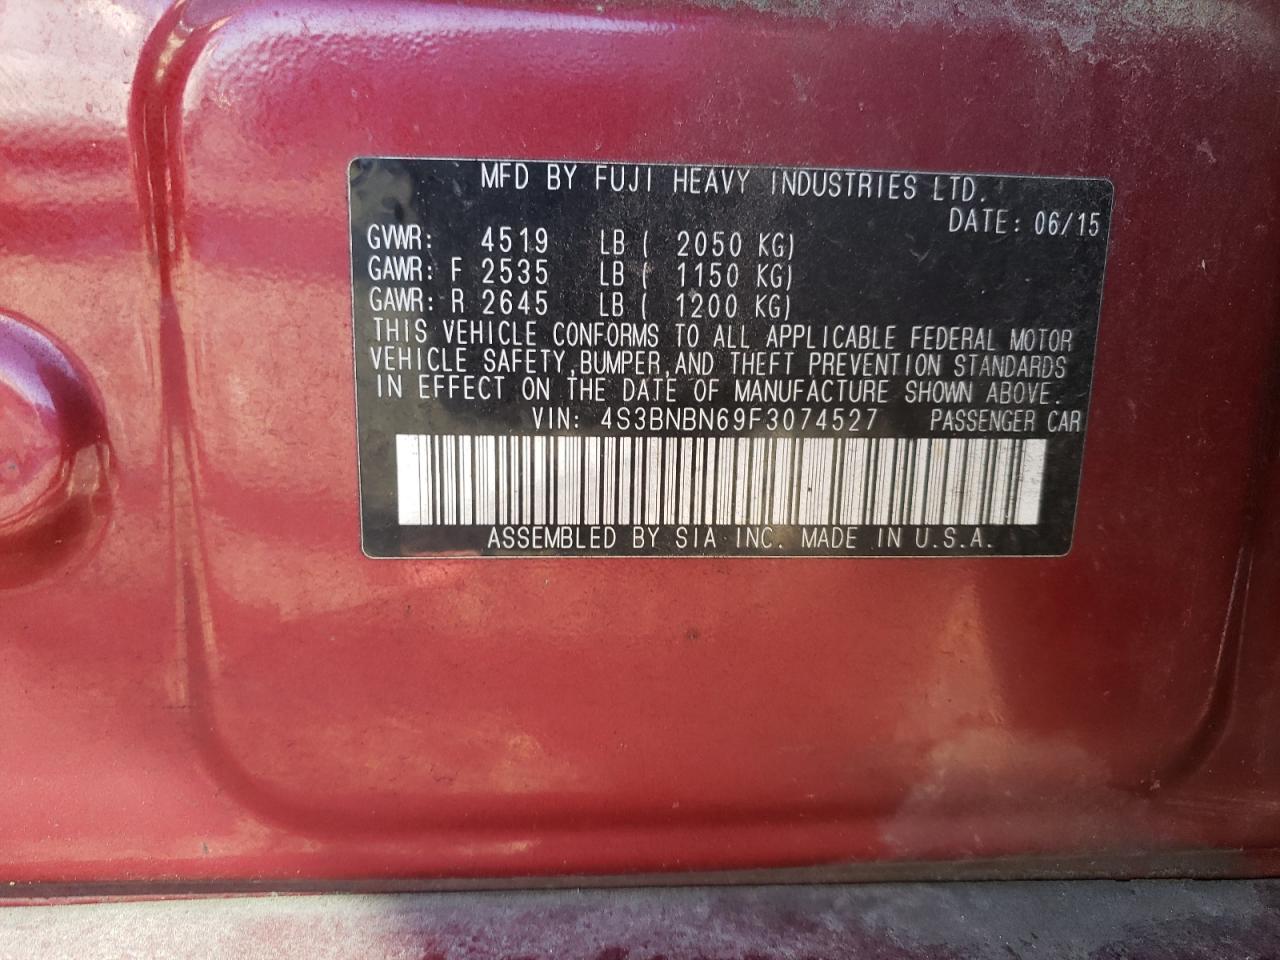 MFD BY FUJI HEAVY INDUSTRIES LTD.
DATE: 06/15
GVWR: 4519 LB ( 2050 KG)
GAWR: F 2535 LB ( 1150 KG)
GAWR: R 2645 LB ( 1200 KG)
THIS VEHICLE CONFORMS TO ALL APPLICABLE FEDERAL MOTOR
VEHICLE SAFETY,BUMPER,AND THEFT PREVENTION STANDARDS
IN EFFECT ON THE DATE OF MANUFACTURE SHOWN ABOVE.
VIN: 4S3BNBN69F3074527 PASSENGER CAR
ASSEMBLED BY SIA INC. MADE IN U.S.A.